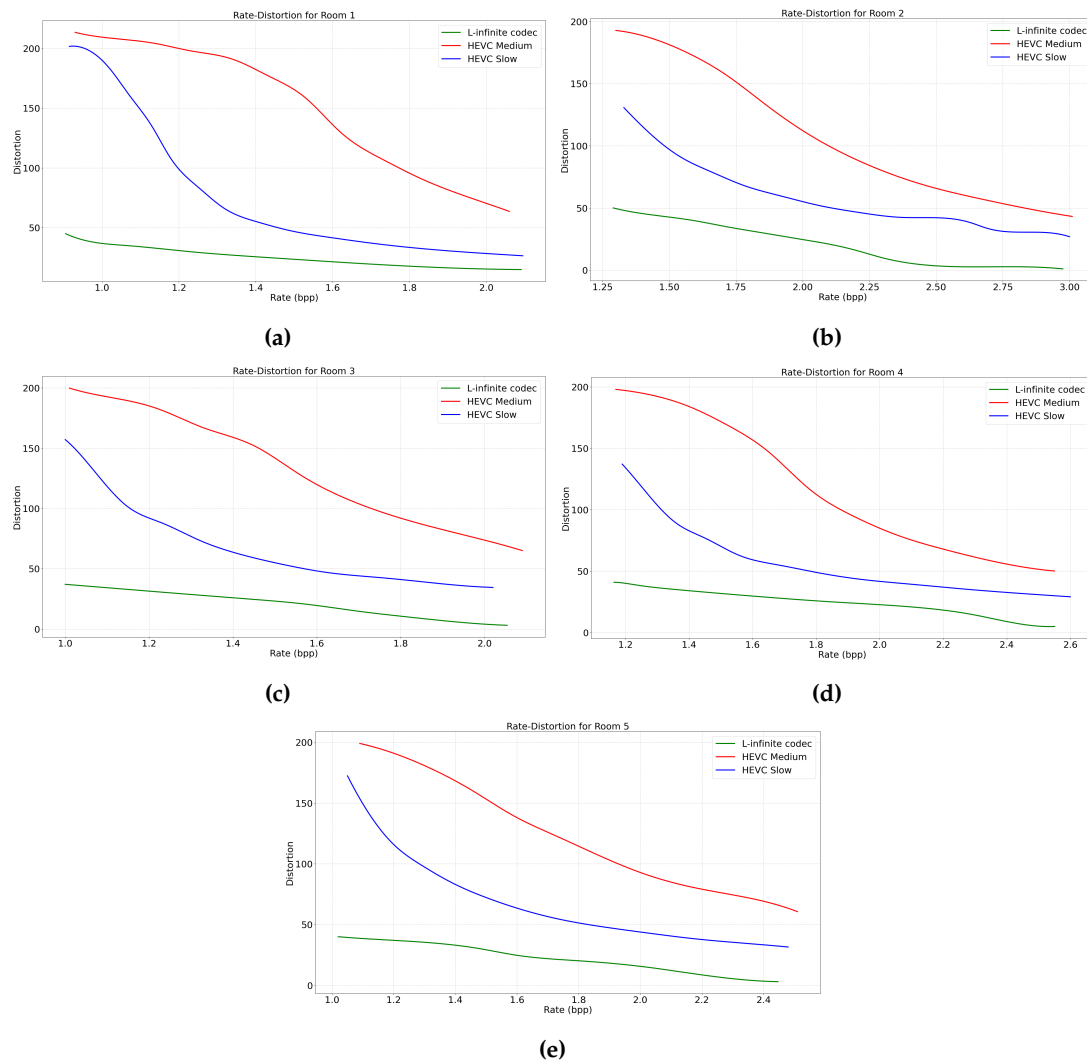 Rate-Distortion for Room 1
L-infinite codec
HEVC Medium
HEVC Slow
200
150
100
50
Distortion
1.0 1.2 1.4 1.6 1.8 2.0
Rate (bpp)
(a)
Rate-Distortion for Room 2
L-infinite codec
HEVC Medium
HEVC Slow
200
150
100
50
0
Distortion
1.25 1.50 1.75 2.00 2.25 2.50 2.75 3.00
Rate (bpp)
(b)
Rate-Distortion for Room 3
L-infinite codec
HEVC Medium
HEVC Slow
200
150
100
50
0
Distortion
1.0 1.2 1.4 1.6 1.8 2.0
Rate (bpp)
(c)
Rate-Distortion for Room 4
L-infinite codec
HEVC Medium
HEVC Slow
200
150
100
50
0
Distortion
1.2 1.4 1.6 1.8 2.0 2.2 2.4 2.6
Rate (bpp)
(d)
Rate-Distortion for Room 5
L-infinite codec
HEVC Medium
HEVC Slow
200
150
100
50
0
Distortion
1.0 1.2 1.4 1.6 1.8 2.0 2.2 2.4
Rate (bpp)
(e)